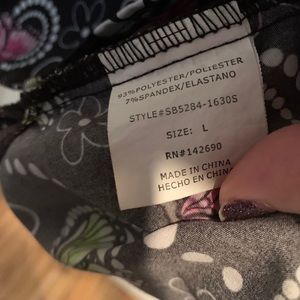 93%POLYESTER/POLIESTER
7%SPANDEX/ELASTANO
STYLE#SB5284-1630S
SIZE: L
RN#142690
MADE IN CHINA
HECHO EN CHINA